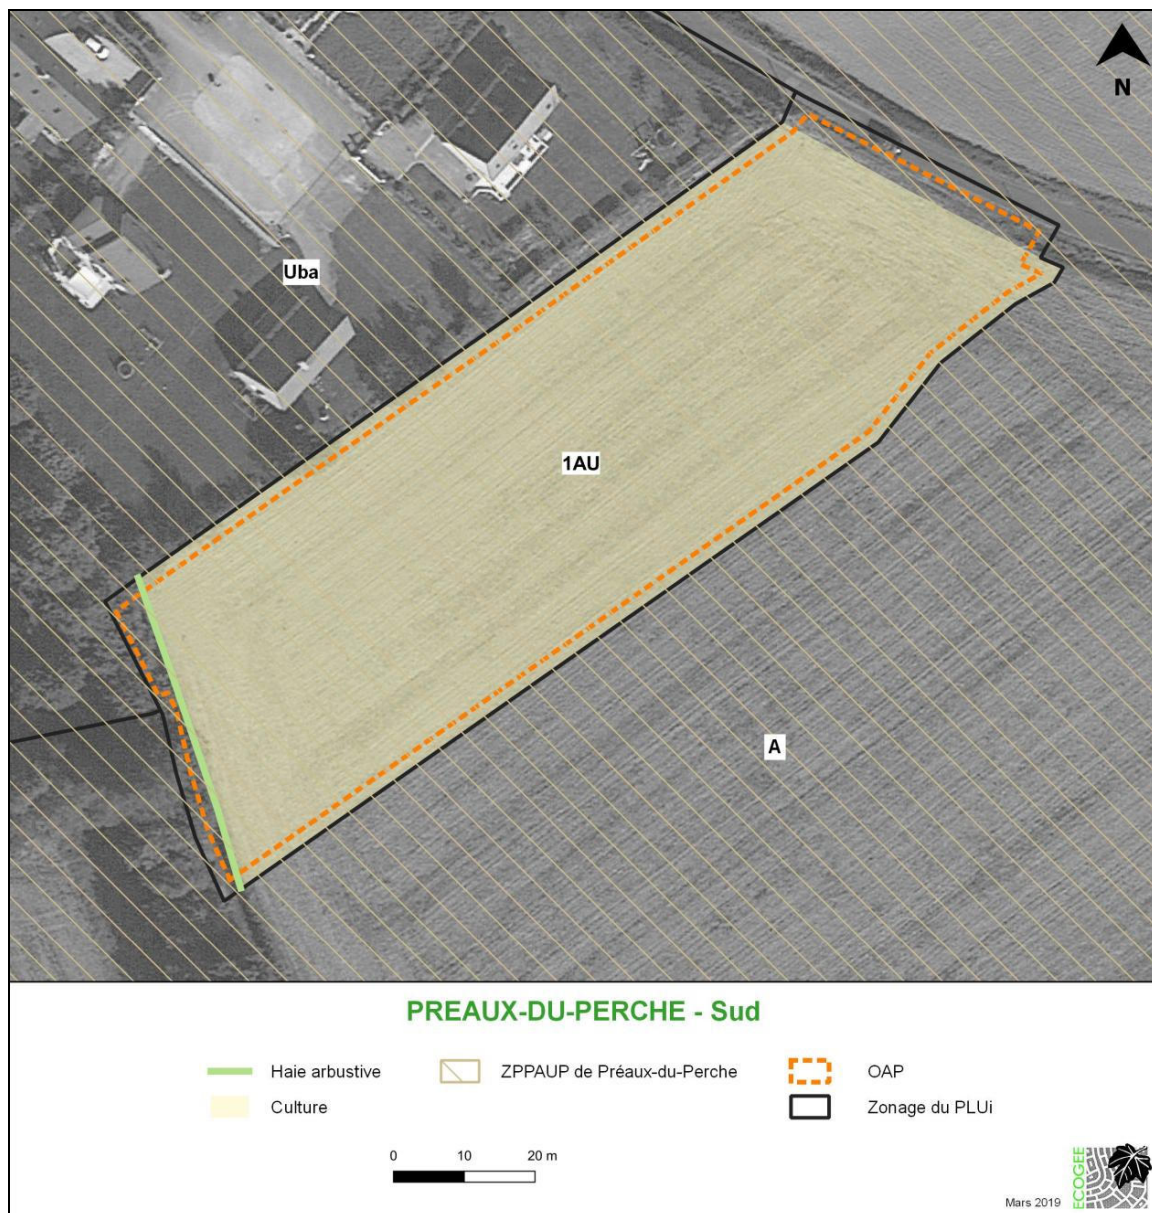 N
Uba
1AU
A
PREAUX-DU-PERCHE - Sud
Haie arbustive
ZPPAUP de Préaux-du-Perche
OAP
Culture
Zonage du PLUi
0 10 20 m
Mars 2019
ECOGEE